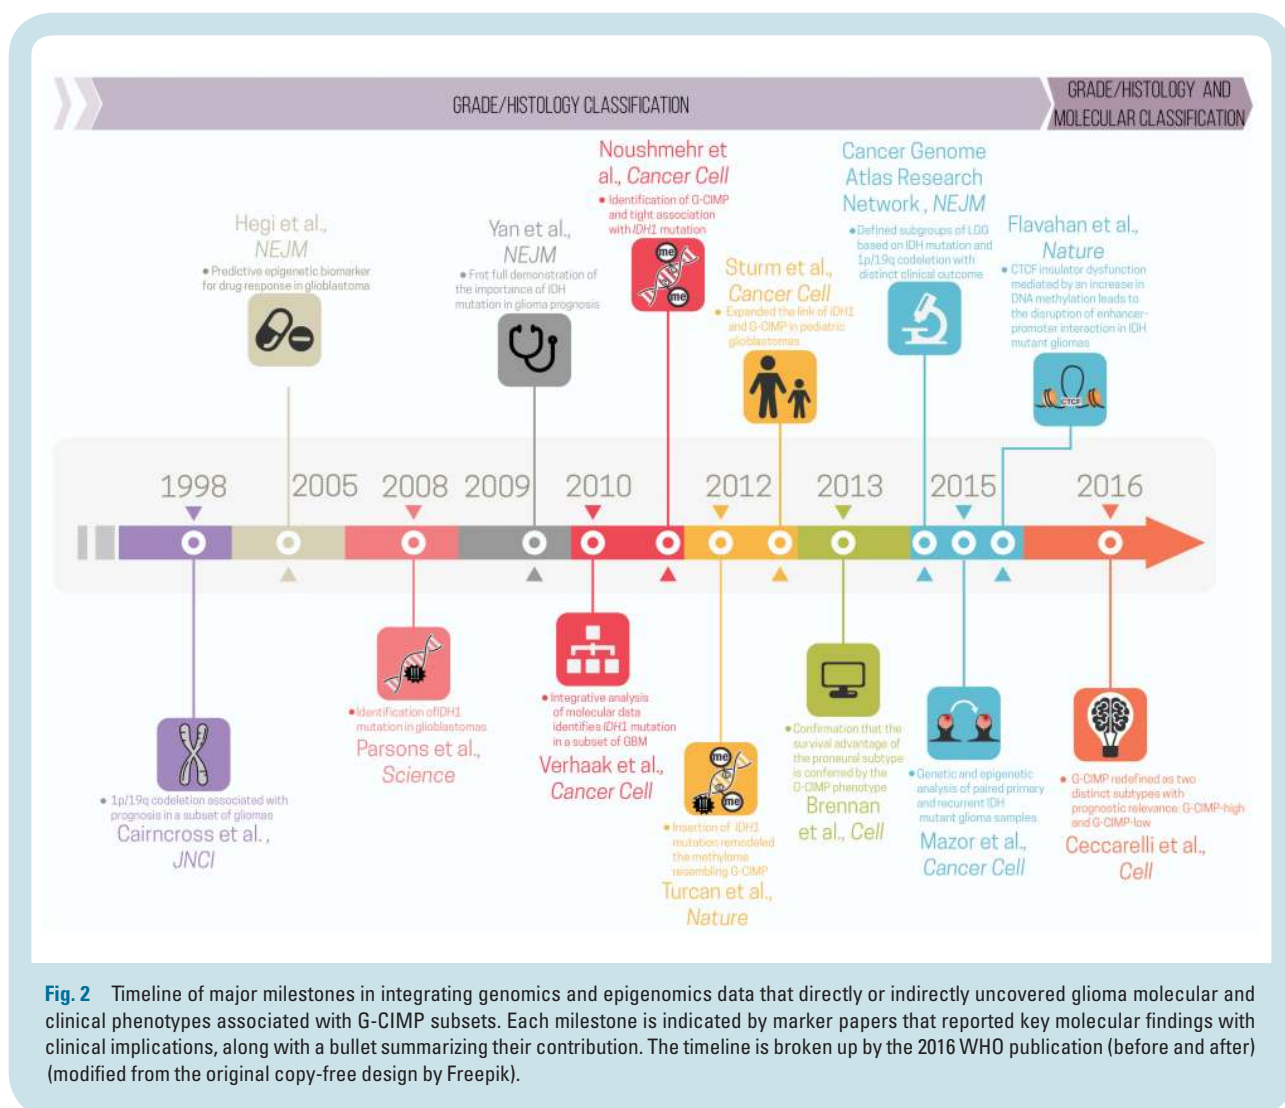 GRADE/HISTOLOGY CLASSIFICATION
GRADE/HISTOLOGY AND
MOLECULAR CLASSIFICATION
Hegi et al.,
NEJM
• Predictive epigenetic biomarker
for drug response in glioblastoma
Yan et al.,
NEJM
• Frst full demonstration of
the importance of IDH
mutation in glioma prognosis
Noushmehr et
al., Cancer Cell
• Identification of G-CIMP
and tight association
with IDH1 mutation
me
me
Sturm et al.,
Cancer Cell
• Expanded the link of IDH1
and G-CIMP in pediatric
glioblastomas
Cancer Genome
Atlas Research
Network , NEJM
• Defined subgroups of LGG
based on IDH mutation and
1p/19q codeletion with
distinct clinical outcome
Flavahan et al.,
Nature
• CTCF insulator dysfunction
mediated by an increase in
DNA methylation leads to
the disruption of enhancer-
promoter interaction in IDH
mutant gliomas
CTCF
1998
2005
2008
2009
2010
2012
2013
2015
2016
• 1p/19q codeletion associated with
prognosis in a subset of gliomas
Cairncross et al. ,
JNCI
!!!
• Identification ofIDH1
mutation in glioblastomas
Parsons et al.,
Science
• Integrative analysis
of molecular data
identifies IDH1 mutation
in a subset of GBM
Verhaak et al.,
Cancer Cell
me
!!! me
• Insertion of IDH1
mutation remodeled
the methylome
resembling G-CIMP
Turcan et al.,
Nature
• Confirmation that the
survival advantage of
the proneural subtype
is conferred by the
G-CIMP phenotype
Brennan
et al., Cell
• Genetic and epigenetic
analysis of paired primary
and recurrent IDH
mutant glioma samples
Mazor et al.,
Cancer Cell
• G-CIMP redefined as two
distinct subtypes with
prognostic relevance: G-CIMP-high
and G-CIMP-low
Ceccarelli et al.,
Cell
Fig. 2 Timeline of major milestones in integrating genomics and epigenomics data that directly or indirectly uncovered glioma molecular and
clinical phenotypes associated with G-CIMP subsets. Each milestone is indicated by marker papers that reported key molecular findings with
clinical implications, along with a bullet summarizing their contribution. The timeline is broken up by the 2016 WHO publication (before and after)
(modified from the original copy-free design by Freepik).